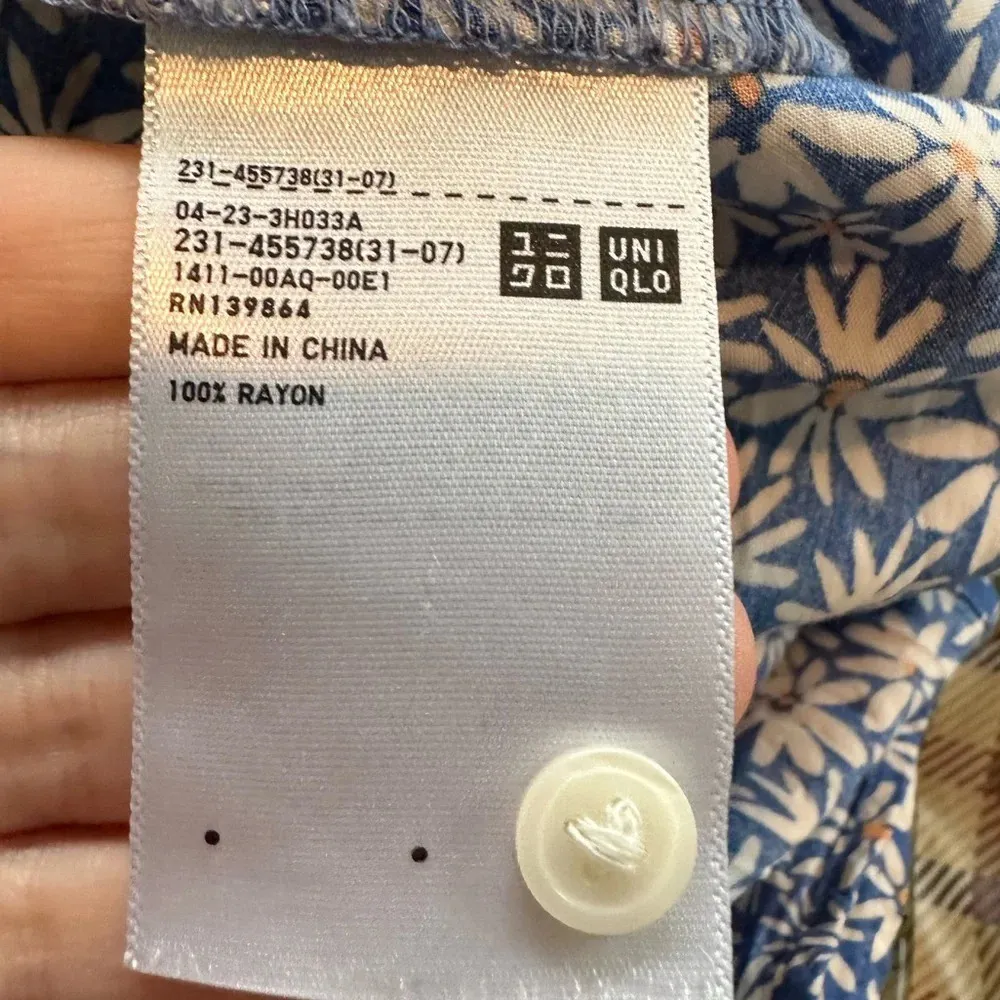 231-455738(31-07)
04-23-3H033A
231-455738(31-07)
1411-00AQ-00E1
RN139864
MADE IN CHINA
100% RAYON
ユニ
クロ
UNI
QLO